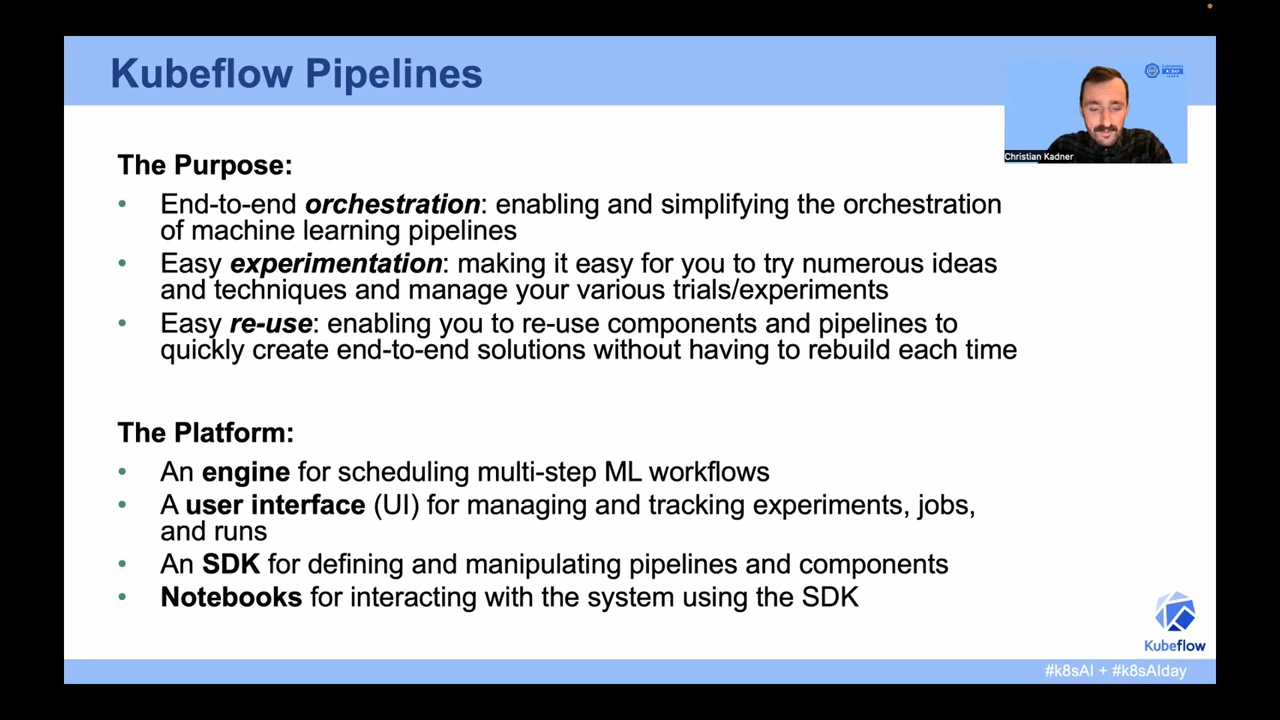 Kubeflow Pipelines
Christian Kadner
The Purpose:
• End-to-end orchestration: enabling and simplifying the orchestration
of machine learning pipelines
• Easy experimentation: making it easy for you to try numerous ideas
and techniques and manage your various trials/experiments
• Easy re-use: enabling you to re-use components and pipelines to
quickly create end-to-end solutions without having to rebuild each time
The Platform:
• An engine for scheduling multi-step ML workflows
• A user interface (UI) for managing and tracking experiments, jobs,
and runs
• An SDK for defining and manipulating pipelines and components
• Notebooks for interacting with the system using the SDK
Kubeflow
#k8sAI + #k8sAIday